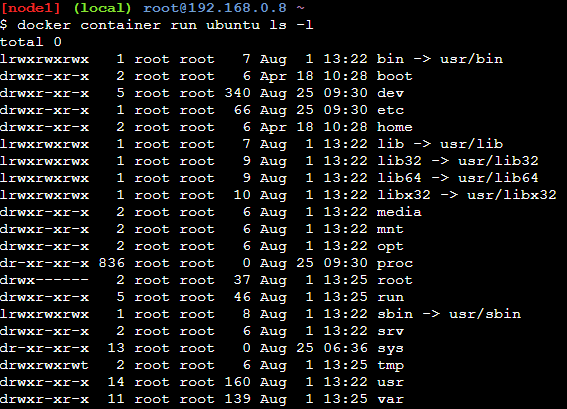 [node1] (local) root@192.168.0.8 ~
$ docker container run ubuntu ls -l
total 0
lrwxrwxrwx   1 root root   7 Aug  1 13:22 bin -> usr/bin
drwxr-xr-x   2 root root   6 Apr 18 10:28 boot
drwxr-xr-x   5 root root 340 Aug 25 09:30 dev
drwxr-xr-x   1 root root  66 Aug 25 09:30 etc
drwxr-xr-x   2 root root   6 Apr 18 10:28 home
lrwxrwxrwx   1 root root   7 Aug  1 13:22 lib -> usr/lib
lrwxrwxrwx   1 root root   9 Aug  1 13:22 lib32 -> usr/lib32
lrwxrwxrwx   1 root root   9 Aug  1 13:22 lib64 -> usr/lib64
lrwxrwxrwx   1 root root  10 Aug  1 13:22 libx32 -> usr/libx32
drwxr-xr-x   2 root root   6 Aug  1 13:22 media
drwxr-xr-x   2 root root   6 Aug  1 13:22 mnt
drwxr-xr-x   2 root root   6 Aug  1 13:22 opt
dr-xr-xr-x 836 root root   0 Aug 25 09:30 proc
drwx------   2 root root  37 Aug  1 13:25 root
drwxr-xr-x   5 root root  46 Aug  1 13:25 run
lrwxrwxrwx   1 root root   8 Aug  1 13:22 sbin -> usr/sbin
drwxr-xr-x   2 root root   6 Aug  1 13:22 srv
dr-xr-xr-x  13 root root   0 Aug 25 06:36 sys
drwxrwxrwt   2 root root   6 Aug  1 13:25 tmp
drwxr-xr-x  14 root root 160 Aug  1 13:22 usr
drwxr-xr-x  11 root root 139 Aug  1 13:25 var